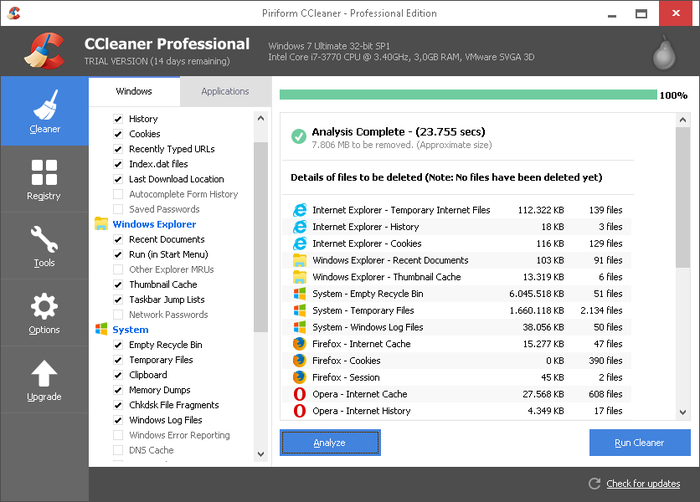 Piriform CCleaner - Professional Edition
CCleaner Professional
TRIAL VERSION (14 days remaining)
Windows 7 Ultimate 32-bit SP1
Intel Core i7-3770 CPU @ 3.40GHz, 3,0GB RAM, VMware SVGA 3D
Cleaner
Registry
Tools
Options
Upgrade
Windows
Applications
History
Cookies
Recently Typed URLs
Index.dat files
Last Download Location
Autocomplete Form History
Saved Passwords
Windows Explorer
Recent Documents
Run (in Start Menu)
Other Explorer MRUs
Thumbnail Cache
Taskbar Jump Lists
Network Passwords
System
Empty Recycle Bin
Temporary Files
Clipboard
Memory Dumps
Chkdsk File Fragments
Windows Log Files
Windows Error Reporting
DNS Cache
100%
Analysis Complete - (23.755 secs)
7.806 MB to be removed. (Approximate size)
Details of files to be deleted (Note: No files have been deleted yet)
Internet Explorer - Temporary Internet Files 112.322 KB 139 files
Internet Explorer - History 18 KB 3 files
Internet Explorer - Cookies 116 KB 129 files
Windows Explorer - Recent Documents 103 KB 91 files
Windows Explorer - Thumbnail Cache 13.319 KB 6 files
System - Empty Recycle Bin 6.045.518 KB 51 files
System - Temporary Files 1.660.118 KB 2.134 files
System - Windows Log Files 38.056 KB 50 files
Firefox - Internet Cache 15.277 KB 47 files
Firefox - Cookies 0 KB 390 files
Firefox - Session 45 KB 2 files
Opera - Internet Cache 27.568 KB 608 files
Opera - Internet History 4.349 KB 17 files
Analyze
Run Cleaner
Check for updates